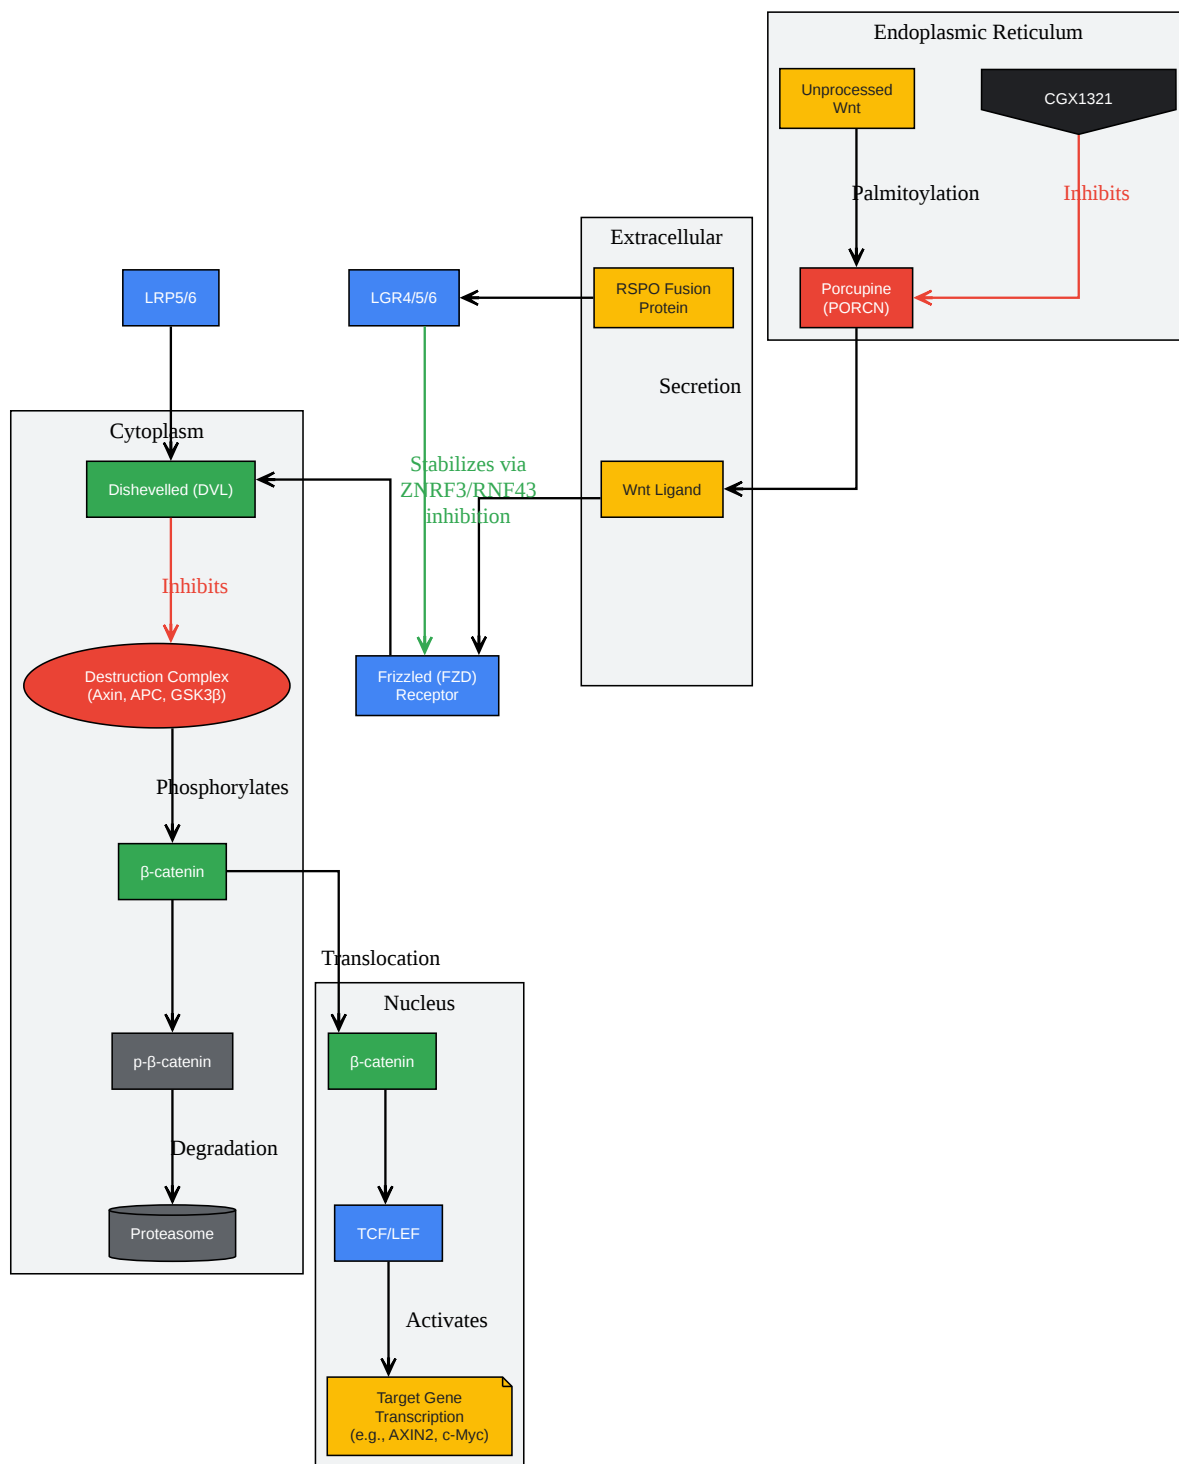 Endoplasmic Reticulum
Unprocessed
Wnt
CGX1321
Palmitoylation
Inhibits
Extracellular
LRP5/6
LGR4/5/6
RSPO Fusion
Protein
Porcupine
(PORCN)
Secretion
Cytoplasm
Stabilizes via
ZNRF3/RNF43
inhibition
Dishevelled (DVL)
Wnt Ligand
Inhibits
Destruction Complex
(Axin, APC, GSK3β)
Frizzled (FZD)
Receptor
Phosphorylates
β-catenin
Translocation
Nucleus
p-β-catenin
β-catenin
Degradation
Proteasome
TCF/LEF
Activates
Target Gene
Transcription
(e.g., AXIN2, c-Myc)